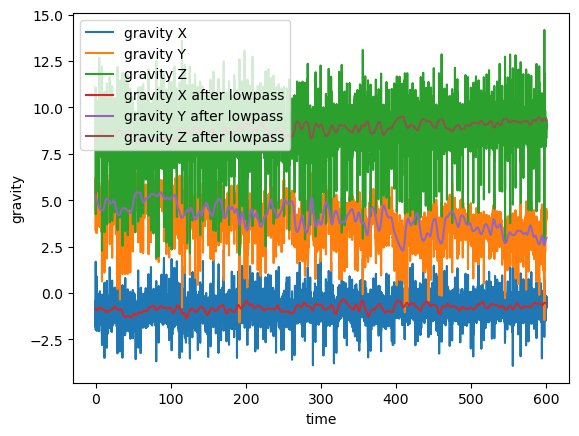 gravity X
gravity Y
gravity Z
gravity X after lowpass
gravity Y after lowpass
gravity Z after lowpass
15.0
12.5
10.0
7.5
5.0
2.5
0.0
−2.5
gravity
0 100 200 300 400 500 600
time